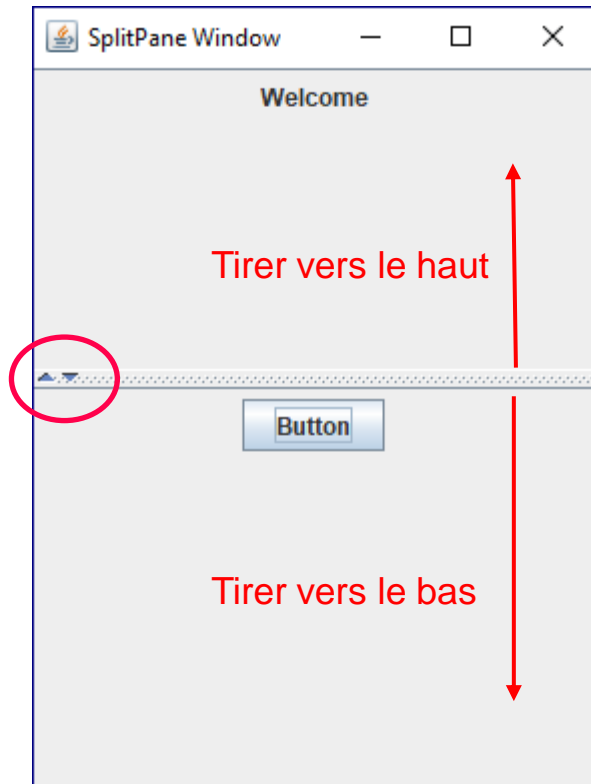 SplitPane Window
Welcome
Tirer vers le haut
Button
Tirer vers le bas